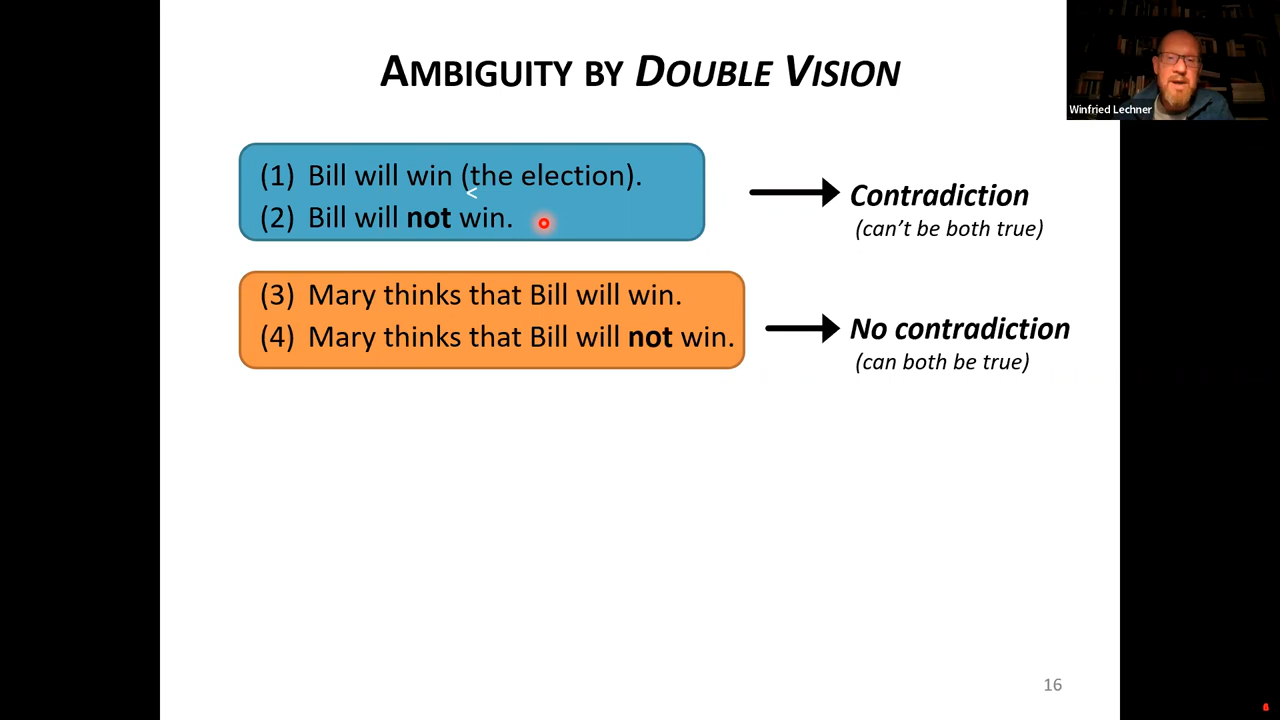 AMBIGUITY BY DOUBLE VISION
Winfried Lechner
(1) Bill will win (the election).
(2) Bill will not win.
Contradiction
(can't be both true)
(3) Mary thinks that Bill will win.
(4) Mary thinks that Bill will not win.
No contradiction
(can both be true)
16